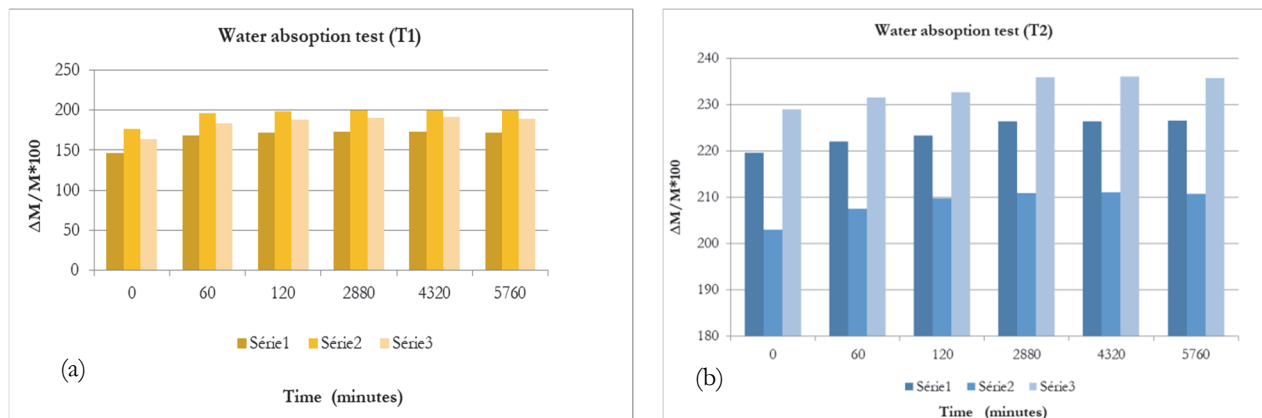 Water absoption test (T1)
ΔM/M*100
250
200
150
100
50
0
0 60 120 2880 4320 5760
Série1 Série2 Série3
(a)
Time (minutes)
Water absoption test (T2)
ΔM/M*100
240
230
220
210
200
190
180
0 60 120 2880 4320 5760
Série1 Série2 Série3
(b)
Time (minutes)